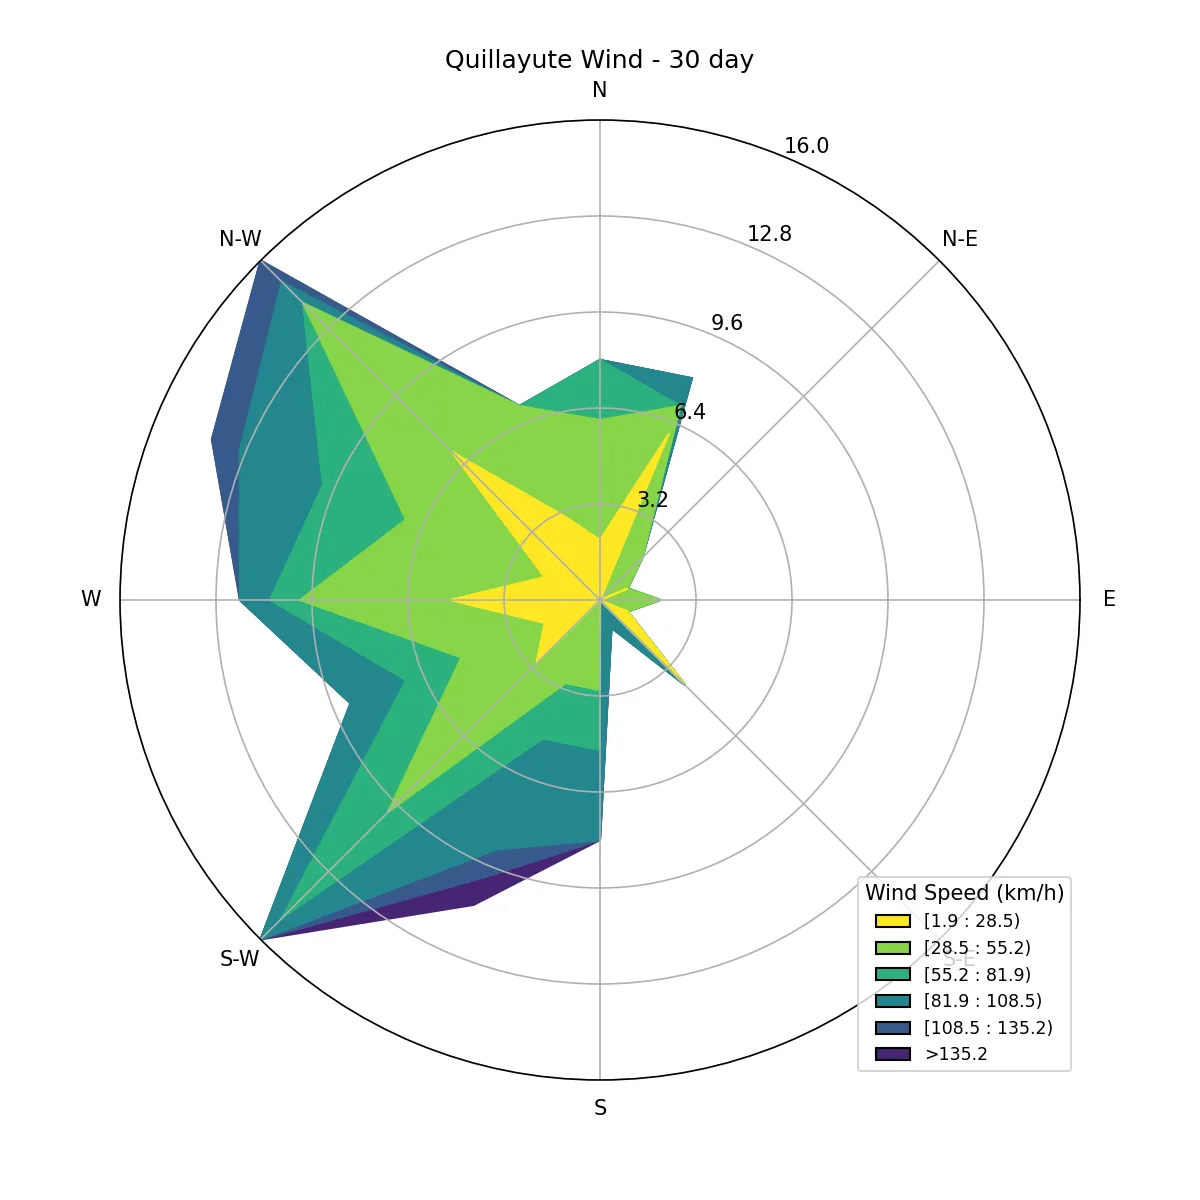 Quillayute Wind - 30 day
N
16.0
12.8
N-W
N-E
9.6
6.4
3.2
W
E
S-W
S-E
Wind Speed (km/h)
[1.9 : 28.5)
[28.5 : 55.2)
[55.2 : 81.9)
[81.9 : 108.5)
[108.5 : 135.2)
>135.2
S